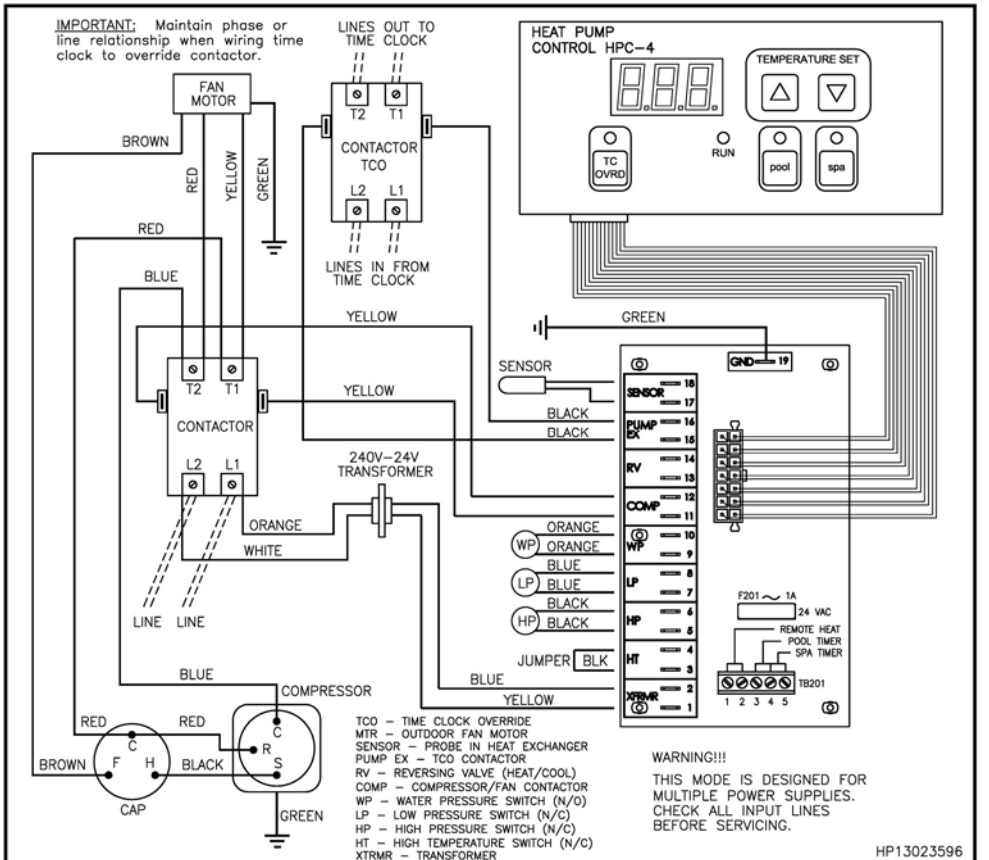 IMPORTANT: Maintain phase or
line relationship when wiring time
clock to override contactor.
LINES OUT TO
TIME CLOCK
HEAT PUMP
CONTROL HPC-4
TEMPERATURE SET
8.8.8.
RUN
TC
OVRD
pool
spa
FAN
MOTOR
BROWN
RED
YELLOW
GREEN
T2 T1
CONTACTOR
TCO
L2 L1
LINES IN FROM
TIME CLOCK
RED
BLUE
YELLOW
T2 T1
CONTACTOR
L2 L1
YELLOW
240V-24V
TRANSFORMER
ORANGE
WHITE
LINE LINE
GREEN
SENSOR
BLACK
BLACK
GND 19
SENSOR 18
17
PUMP EX 16
15
RV 14
13
COMP 12
11
WP 10
9
LP 8
7
HP 6
5
HT 4
3
XFRMR 2
1
ORANGE
WP ORANGE
BLUE
LP BLUE
BLACK
HP BLACK
JUMPER BLK
BLUE
YELLOW
F201 1A
24 VAC
REMOTE HEAT
POOL TIMER
SPA TIMER
TB201
1 2 3 4 5
BLUE
COMPRESSOR
C
R
S
RED
RED
C
F H
BROWN
BLACK
CAP
GREEN
TCO – TIME CLOCK OVERRIDE
MTR – OUTDOOR FAN MOTOR
SENSOR – PROBE IN HEAT EXCHANGER
PUMP EX – TCO CONTACTOR
RV – REVERSING VALVE (HEAT/COOL)
COMP – COMPRESSOR/FAN CONTACTOR
WP – WATER PRESSURE SWITCH (N/O)
LP – LOW PRESSURE SWITCH (N/C)
HP – HIGH PRESSURE SWITCH (N/C)
HT – HIGH TEMPERATURE SWITCH (N/C)
XTRMR – TRANSFORMER
WARNING!!!
THIS MODE IS DESIGNED FOR
MULTIPLE POWER SUPPLIES.
CHECK ALL INPUT LINES
BEFORE SERVICING.
HP13023596